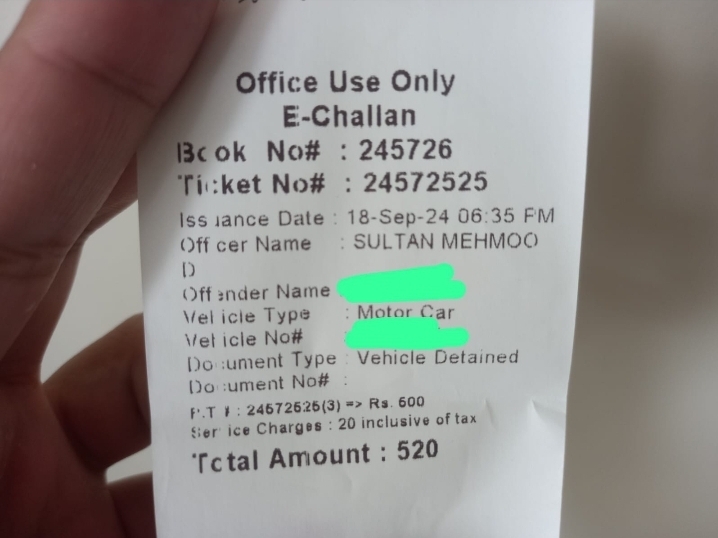 Office Use Only
E-Challan
Book No# : 245726
Ticket No# : 24572525
Issuance Date : 18-Sep-24 06:35 PM
Officer Name : SULTAN MEHMOO
D
Offender Name
Vehicle Type : Motor Car
Vehicle No#
Document Type : Vehicle Detained
Document No# :
P.T # : 24572525(3) => Rs. 500
Service Charges : 20 inclusive of tax
Total Amount : 520